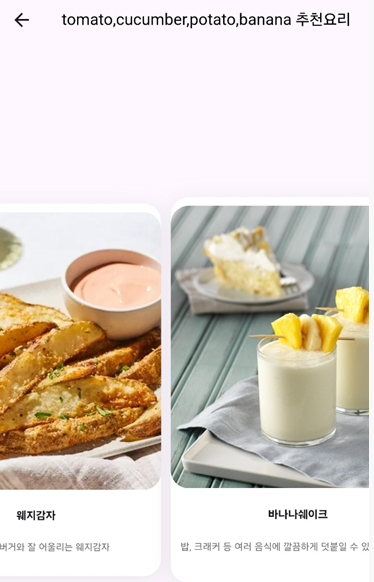 tomato,cucumber,potato,banana 추천요리
웨지감자
바나나쉐이크
버거와 잘 어울리는 웨지감자
밥, 크래커 등 여러 음식에 깔끔하게 덧붙일 수 있